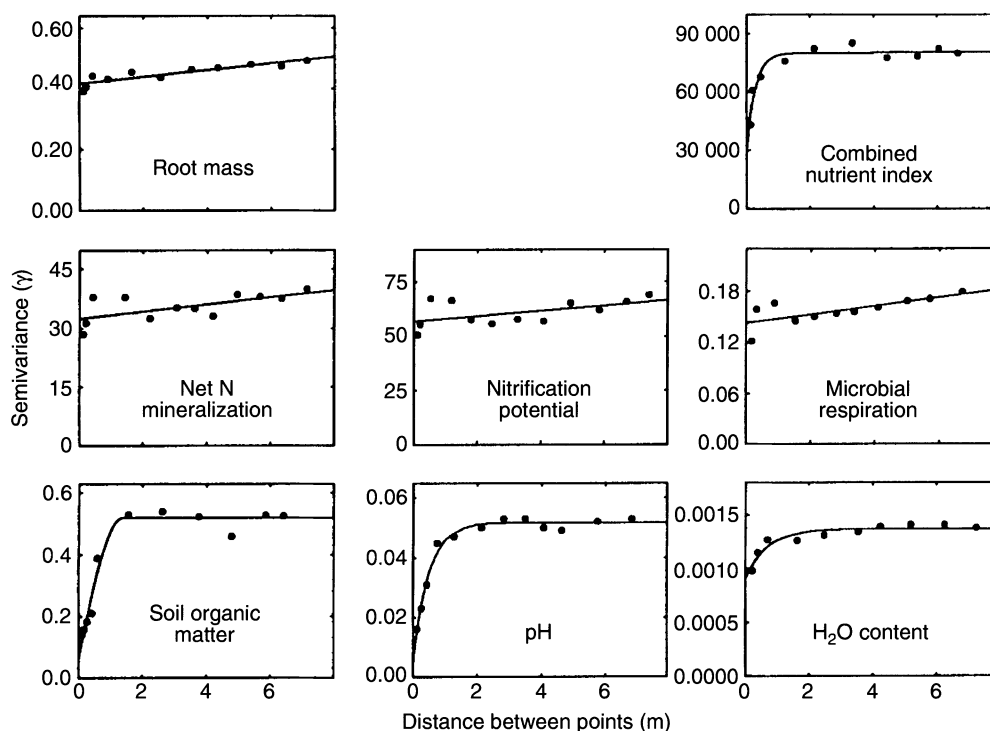 0.60
0.40
0.20
0.00
Root mass
90 000
60 000
30 000
0
Combined
nutrient index
Semivariance (γ)
45
30
15
0
Net N
mineralization
75
50
25
0
Nitrification
potential
0.18
0.12
0.06
0.00
Microbial
respiration
0.6
0.4
0.2
0.0
Soil organic
matter
0 2 4 6
0.06
0.04
0.02
0.00
pH
0 2 4 6
0.0015
0.0010
0.0005
0.0000
H₂O content
0 2 4 6
Distance between points (m)